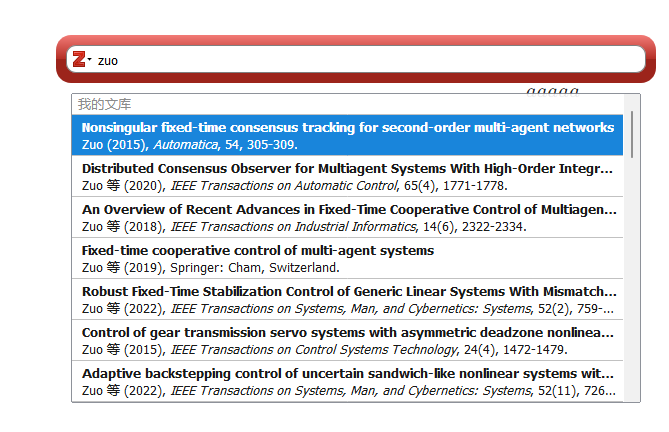 Z zuo
aaaaa
我的文库
Nonsingular fixed-time consensus tracking for second-order multi-agent networks
Zuo (2015), Automatica, 54, 305-309.
Distributed Consensus Observer for Multiagent Systems With High-Order Integr...
Zuo 等 (2020), IEEE Transactions on Automatic Control, 65(4), 1771-1778.
An Overview of Recent Advances in Fixed-Time Cooperative Control of Multiagen...
Zuo 等 (2018), IEEE Transactions on Industrial Informatics, 14(6), 2322-2334.
Fixed-time cooperative control of multi-agent systems
Zuo 等 (2019), Springer: Cham, Switzerland.
Robust Fixed-Time Stabilization Control of Generic Linear Systems With Mismatch...
Zuo 等 (2022), IEEE Transactions on Systems, Man, and Cybernetics: Systems, 52(2), 759-...
Control of gear transmission servo systems with asymmetric deadzone nonlinea...
Zuo 等 (2015), IEEE Transactions on Control Systems Technology, 24(4), 1472-1479.
Adaptive backstepping control of uncertain sandwich-like nonlinear systems wit...
Zuo 等 (2022), IEEE Transactions on Systems, Man, and Cybernetics: Systems, 52(11), 726...